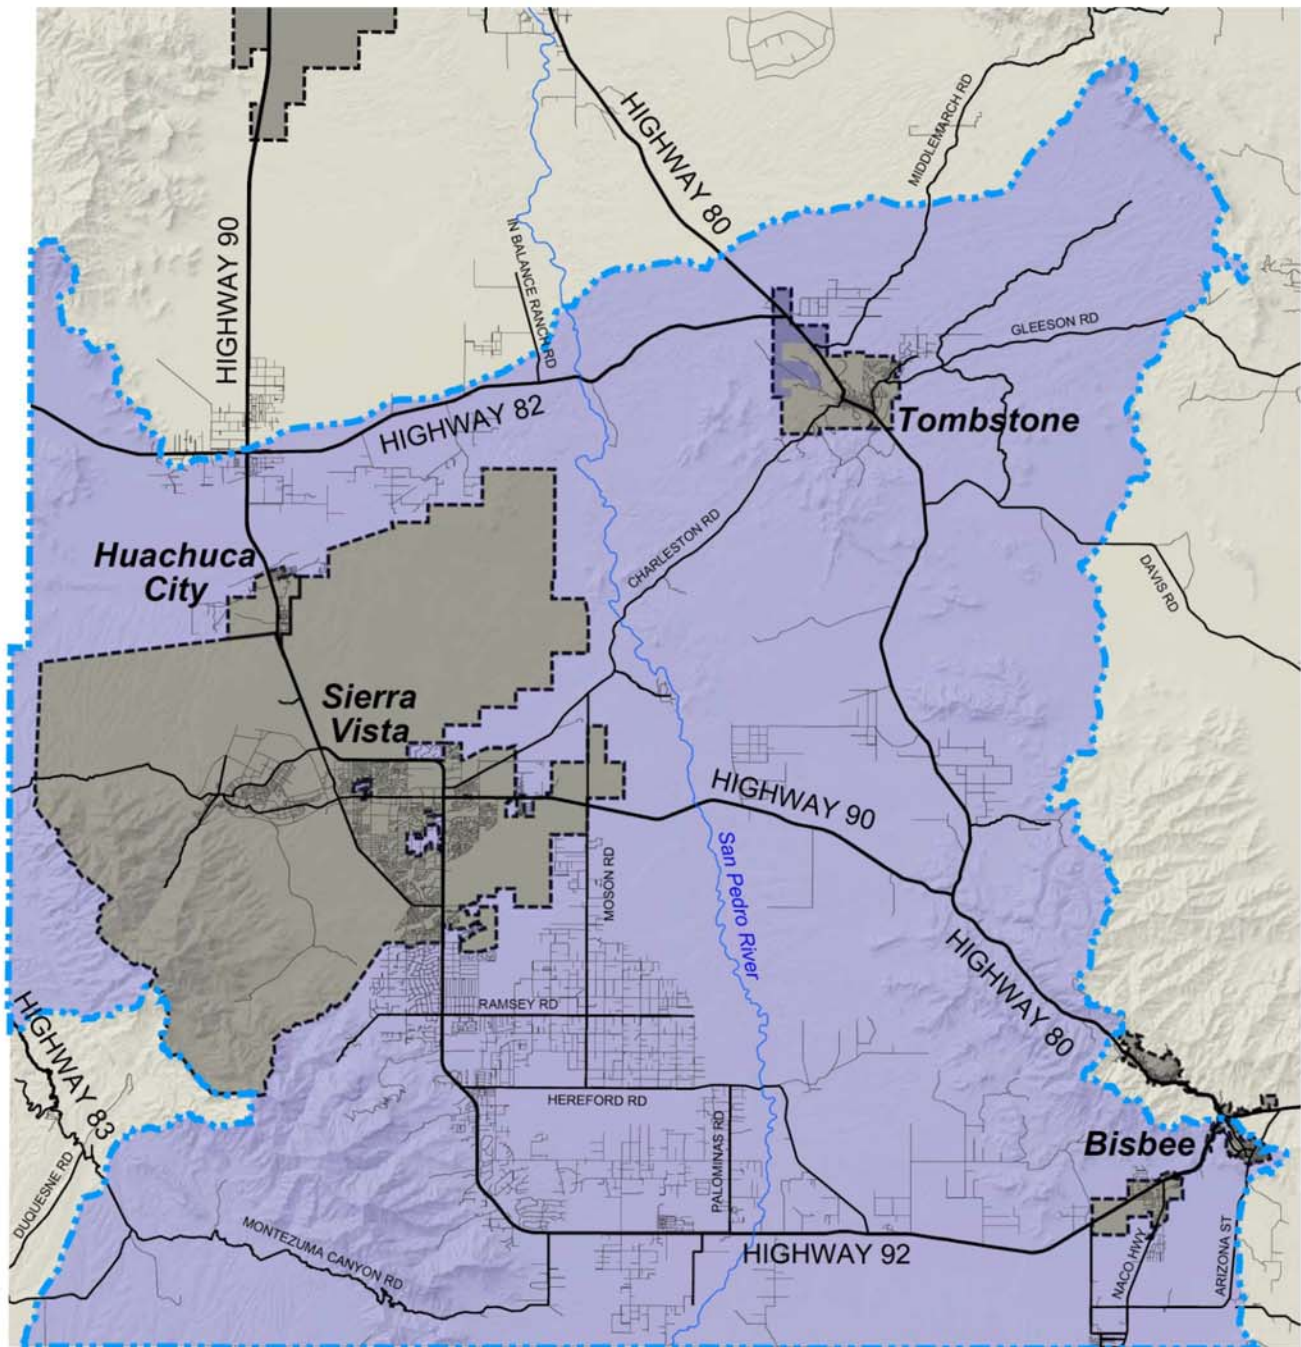 HIGHWAY 90
HIGHWAY 80
MIDDLEMARCH RD
IN BALANCE RANCH RD
GLEESON RD
HIGHWAY 82
Tombstone
CHARLESTON RD
Huachuca
City
DAVIS RD
Sierra
Vista
HIGHWAY 90
MOSON RD
San Pedro River
HIGHWAY 80
RAMSEY RD
HIGHWAY 83
HEREFORD RD
PALOMINAS RD
Bisbee
DUQUESNE RD
MONTEZUMA CANYON RD
HIGHWAY 92
NACO HWY
ARIZONA ST